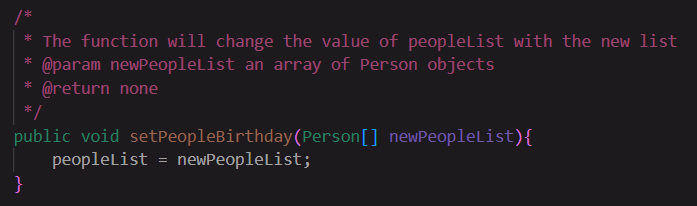 /*
 * The function will change the value of peopleList with the new list
 * @param newPeopleList an array of Person objects
 * @return none
 */
public void setPeopleBirthday(Person[] newPeopleList){
    peopleList = newPeopleList;
}